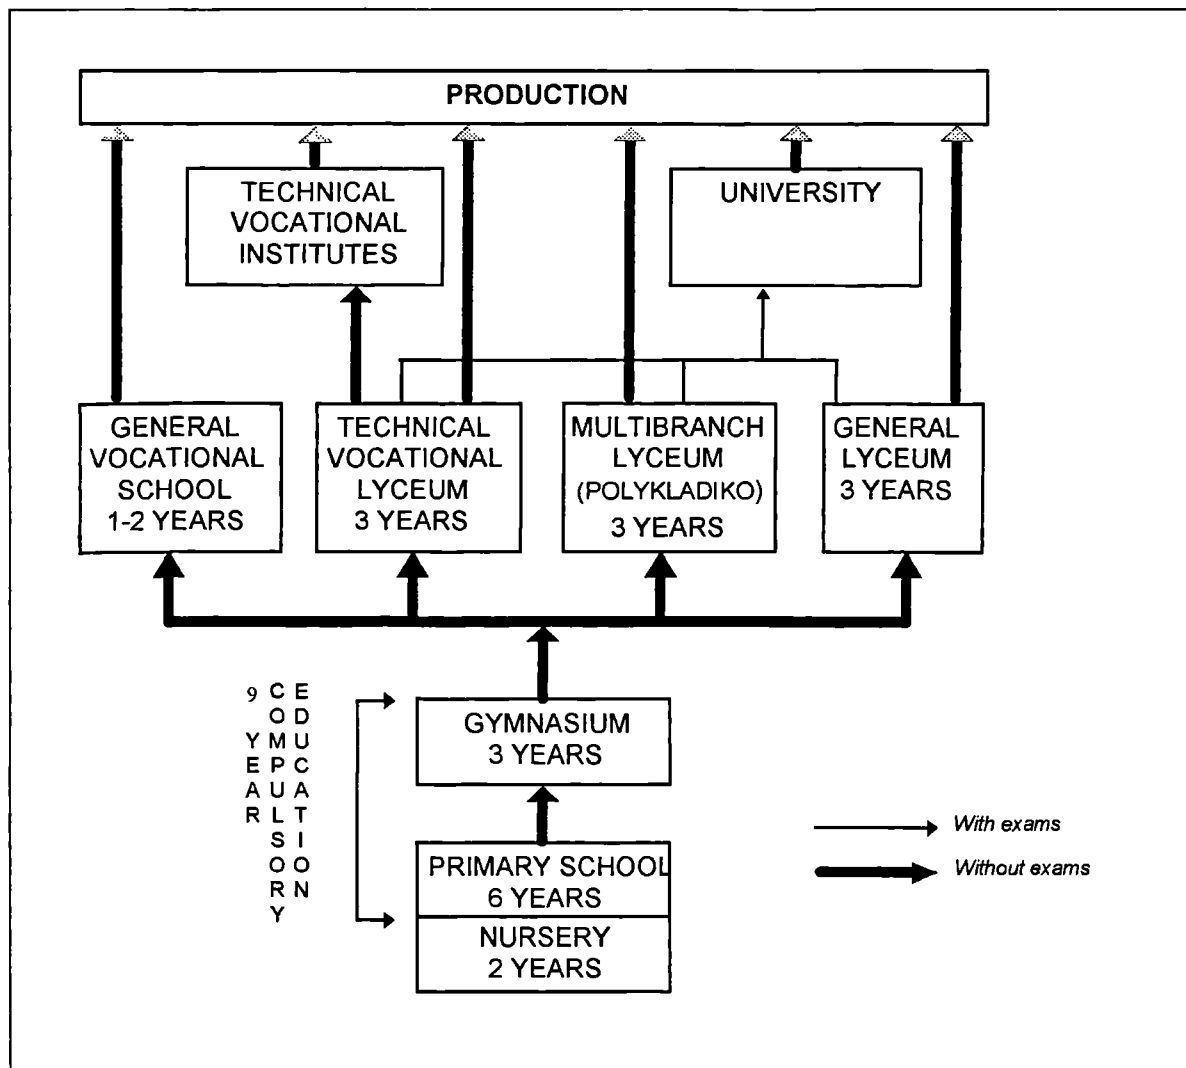 PRODUCTION
TECHNICAL
VOCATIONAL
INSTITUTES
UNIVERSITY
GENERAL
VOCATIONAL
SCHOOL
1-2 YEARS
TECHNICAL
VOCATIONAL
LYCEUM
3 YEARS
MULTIBRANCH
LYCEUM
(POLYKLADIKO)
3 YEARS
GENERAL
LYCEUM
3 YEARS
9 YEAR
COMPULSORY
EDUCATION
GYMNASIUM
3 YEARS
PRIMARY SCHOOL
6 YEARS
NURSERY
2 YEARS
With exams
Without exams